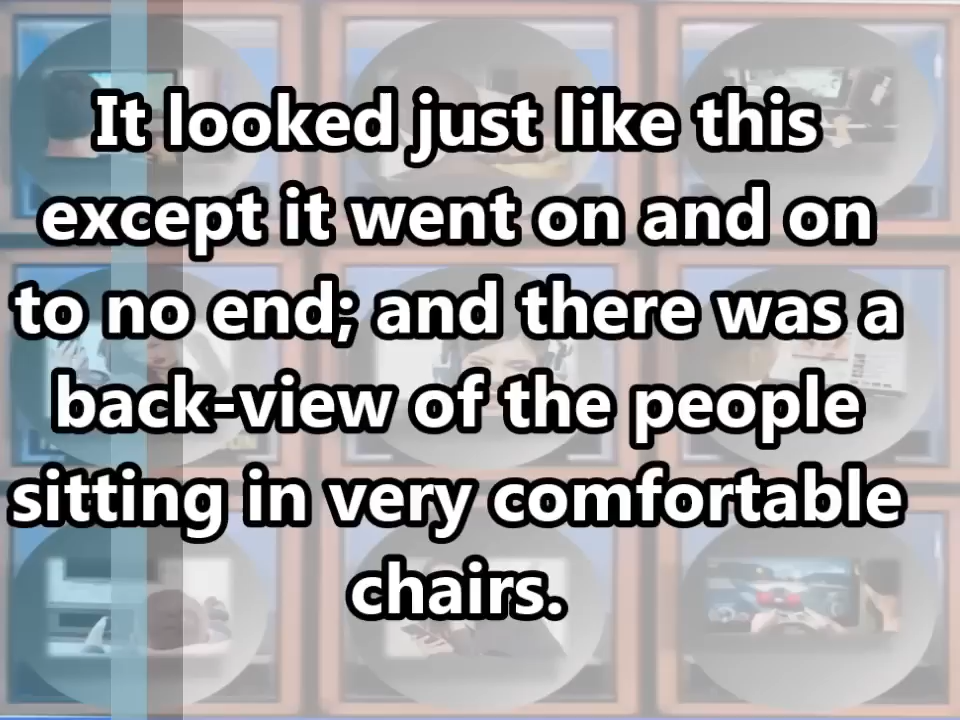 It looked just like this
except it went on and on
to no end; and there was a
back-view of the people
sitting in very comfortable
chairs.